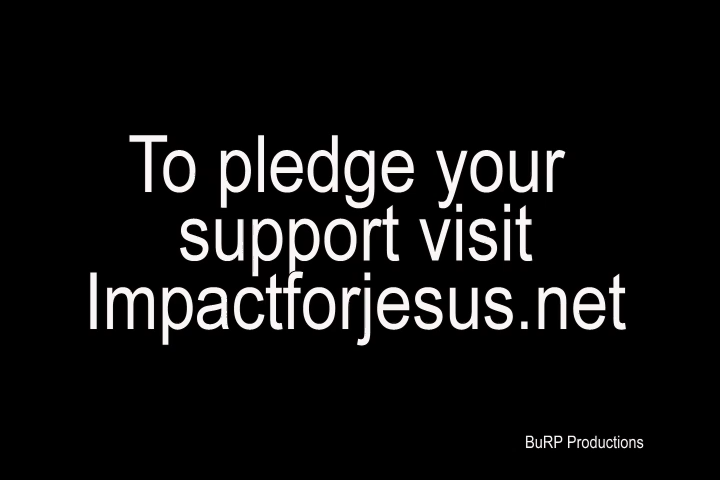 To pledge your
support visit
Impactforjesus.net
BuRP Productions